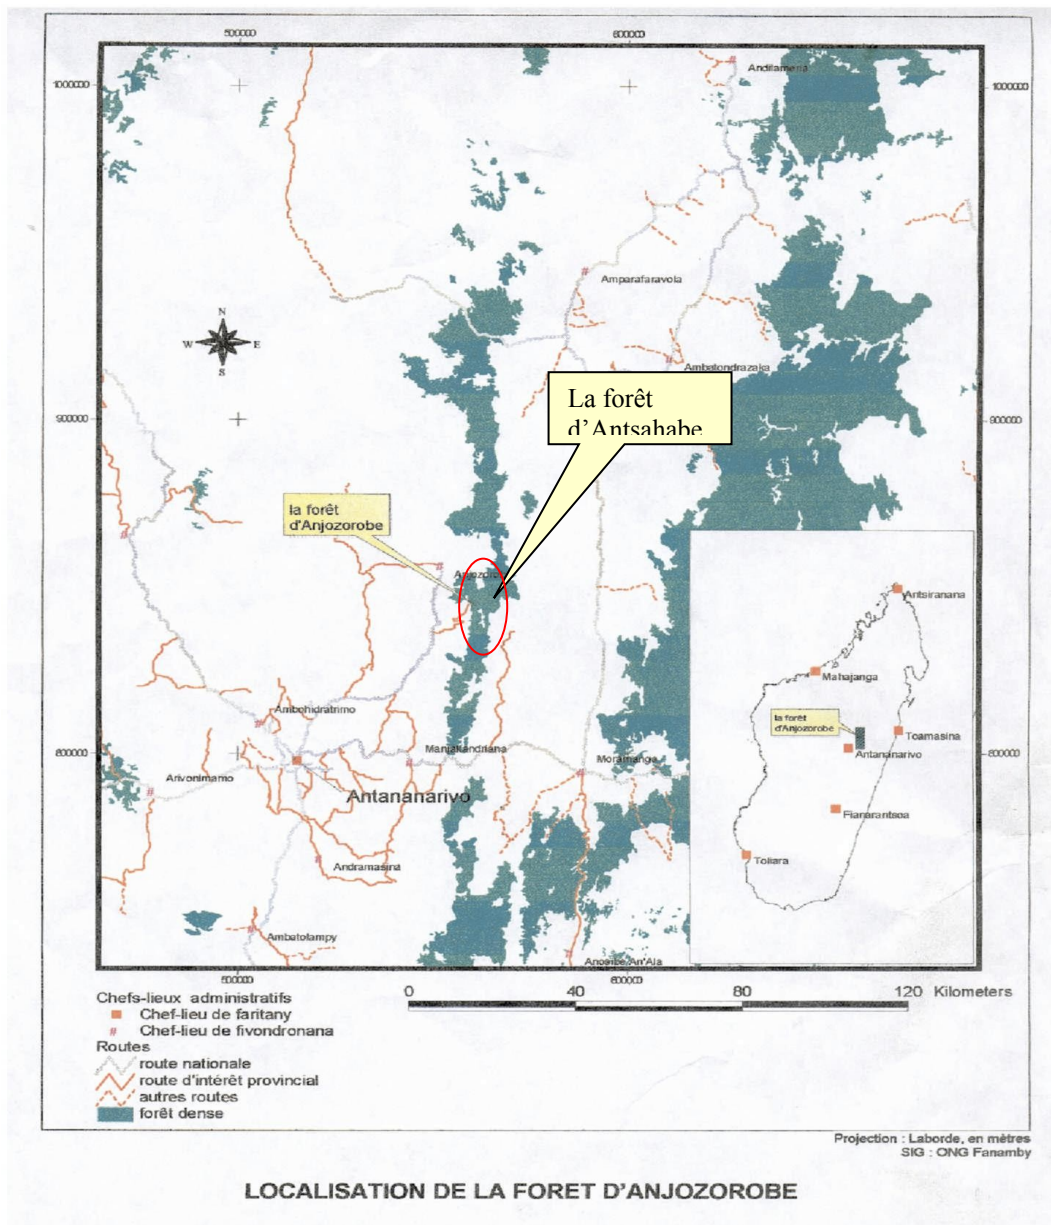 500000
600000
1000000
1000000
Andilamena
Amparafaravola
N
W E
S
Ambatondrazaka
La forêt
d'Antsahabe
900000
900000
la forêt
d'Anjozorobe
Antsiranana
Mahajanga
la forêt
d'Anjozorobe
Toamasina
Antananarivo
Fianarantsoa
Toliara
Ambohidratrimo
Manjakandriana
Moramanga
800000
800000
Arivonimamo
Antananarivo
Andramasina
Ambatolampy
Anosibe An'Ala
500000
600000
Chefs-lieux administratifs
Chef-lieu de faritany
# Chef-lieu de fivondronana
Routes
route nationale
route d'intérêt provincial
autres routes
forêt dense
0 40 80 120 Kilometers
Projection : Laborde, en mètres
SIG : ONG Fanamby
LOCALISATION DE LA FORET D'ANJOZOROBE